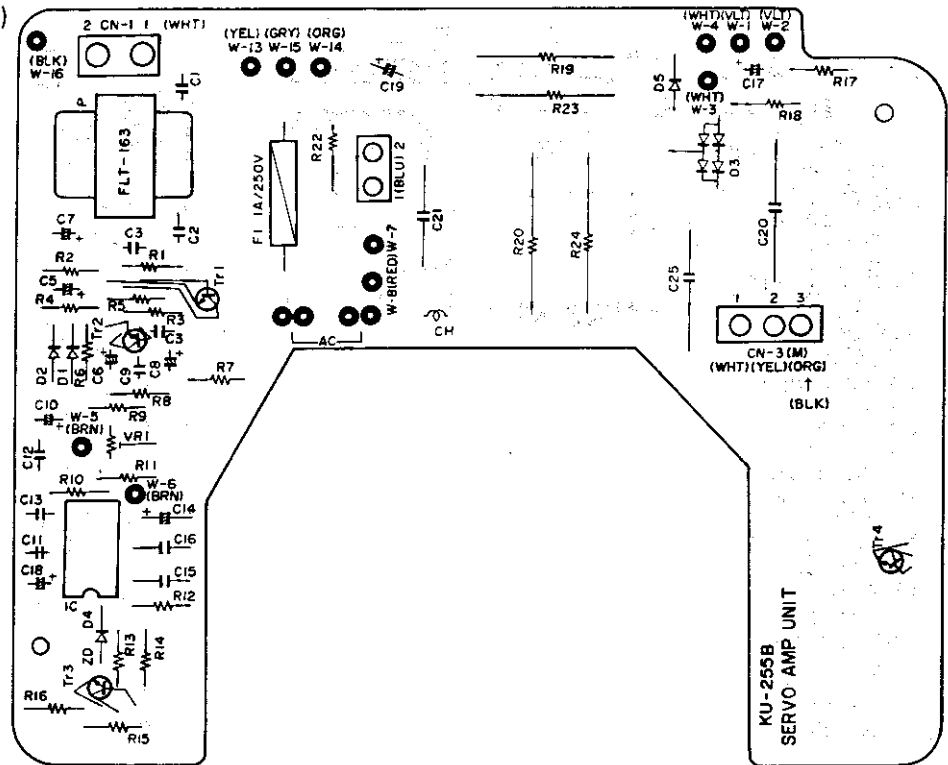 )
2 CN-1 1 (WHT)
(BLK)
W-16
C1
P
FLT-163
(YEL) (GRY) (ORG)
W-13 W-15 W-14
C19
R19
R23
(WHT)(VLT) (VLT)
W-4 W-1 W-2
D5
C17
R17
(WHT)
W-3
R18
D3
R22
F1 1A/250V
1(BLU) 2
C21
R20
R24
C20
C25
C7
C2
C3
R2
R1
C5
Tr1
R4
R5
R3
Tr2
C3
W-7
W-8(RED)
AC
CH
1 2 3
CN-3(M)
(WHT)(YEL)(ORG)
↑
(BLK)
D2
D1
R6
C6
C9
C8
R7
R8
R9
C10
W-5
(BRN)
VR1
C12
R11
R10
W-6
(BRN)
C13
C14
C11
C16
C18
C15
R12
IC
D4
ZD
R13
R14
Tr3
R16
R15
Tr4
KU-255B
SERVO AMP UNIT